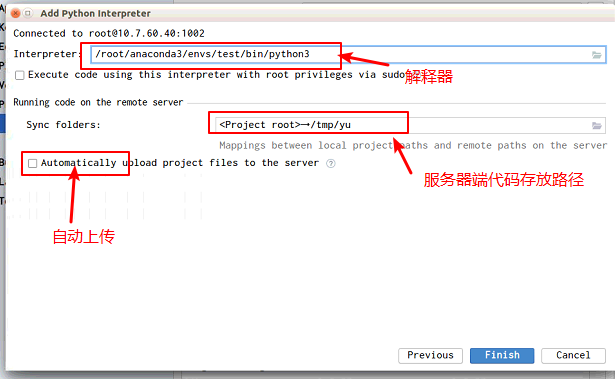 Add Python Interpreter
Connected to root@10.7.60.40:1002
Interpreter: /root/anaconda3/envs/test/bin/python3
Execute code using this interpreter with root privileges via sudo
解释器
Running code on the remote server
Sync folders: <Project root>→/tmp/yu
Mappings between local project paths and remote paths on the server
Automatically upload project files to the server
服务器端代码存放路径
自动上传
Previous Finish Cancel